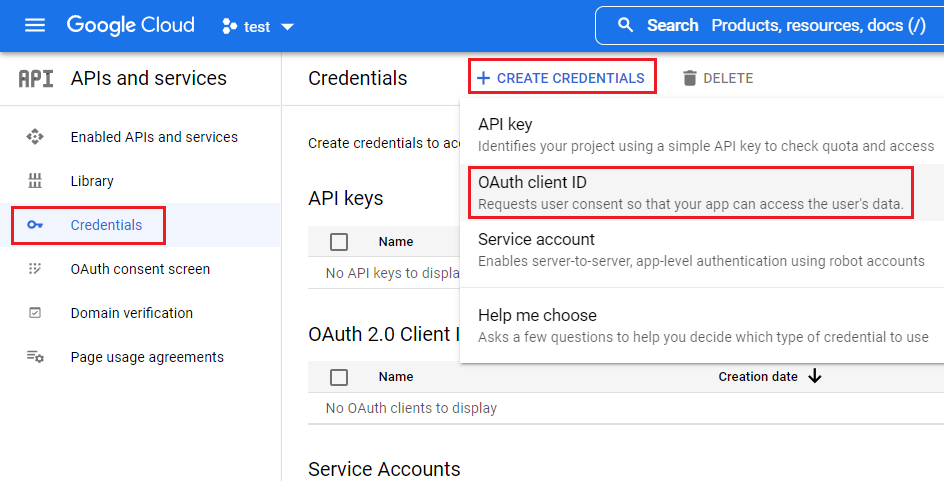 Google Cloud
test
Search Products, resources, docs (/)
API APIs and services
Enabled APIs and services
Library
Credentials
OAuth consent screen
Domain verification
Page usage agreements
Credentials
+ CREATE CREDENTIALS
DELETE
Create credentials to
API key
Identifies your project using a simple API key to check quota and access
OAuth client ID
Requests user consent so that your app can access the user's data.
Service account
Enables server-to-server, app-level authentication using robot accounts
Help me choose
Asks a few questions to help you decide which type of credential to use
API keys
Name
No API keys to displa
OAuth 2.0 Client I
Name
Creation date
No OAuth clients to display
Service Accounts